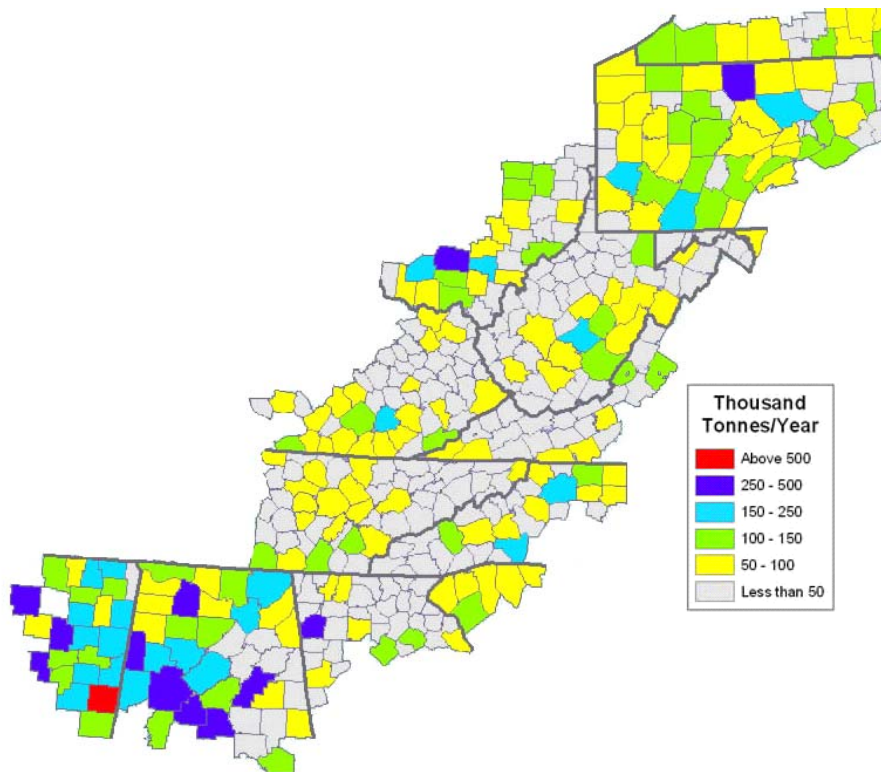 Thousand
Tonnes/Year
Above 500
250 - 500
150 - 250
100 - 150
50 - 100
Less than 50